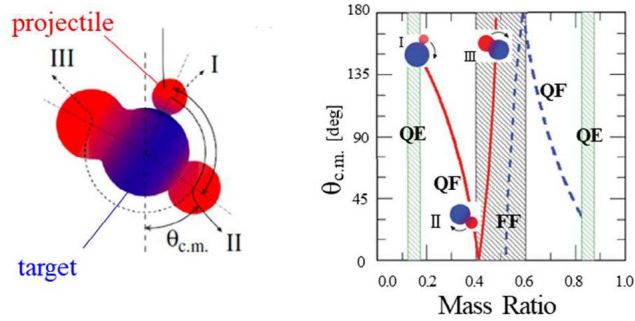 projectile
III
I
II
θc.m.
target
θc.m. [deg]
180
135
90
45
0
I
III
QE
QF
QF
QE
II
FF
0.0
0.2
0.4
0.6
0.8
1.0
Mass Ratio